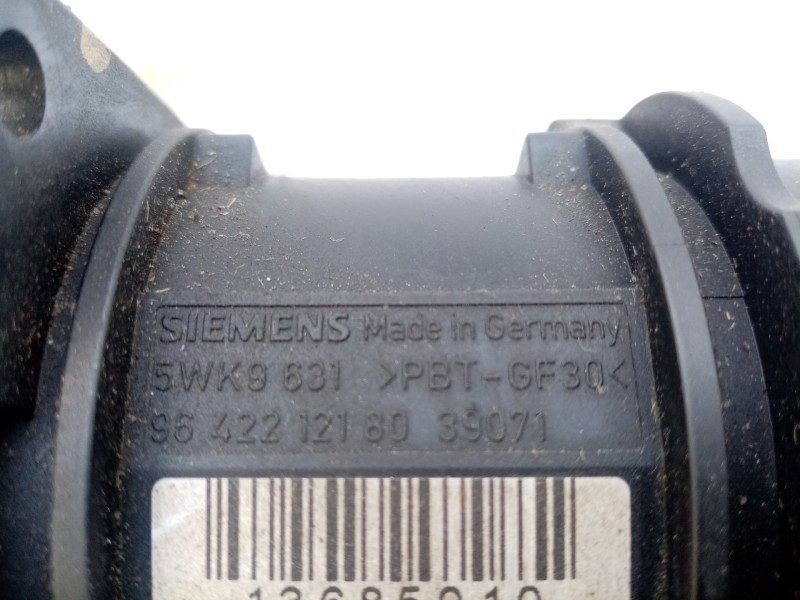 SIEMENS Made in Germany
5WK9 631 >PBT-GF30<
96 422 121 80 39071